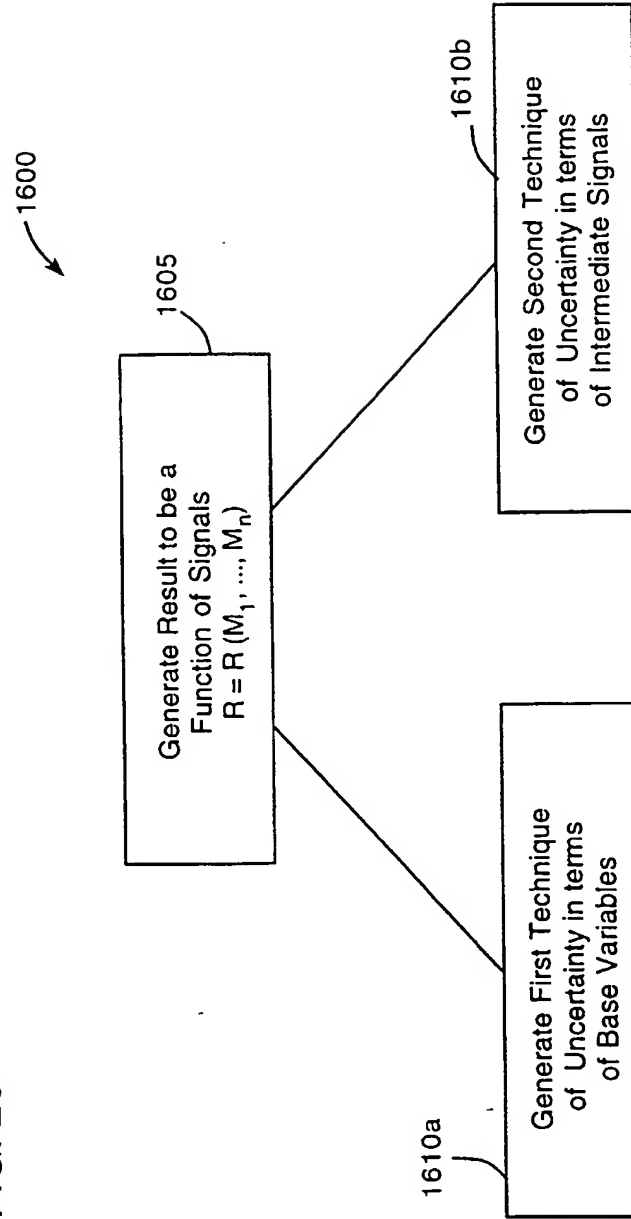 1600
1605
Generate Result to be a
Function of Signals
R = R (M₁, ..., Mₙ)
1610a
Generate First Technique
of Uncertainty in terms
of Base Variables
1610b
Generate Second Technique
of Uncertainty in terms
of Intermediate Signals